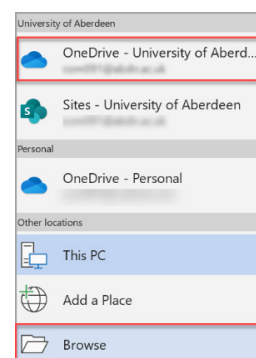 University of Aberdeen
OneDrive - University of Aberd...
Sites - University of Aberdeen
Personal
OneDrive - Personal
Other locations
This PC
Add a Place
Browse